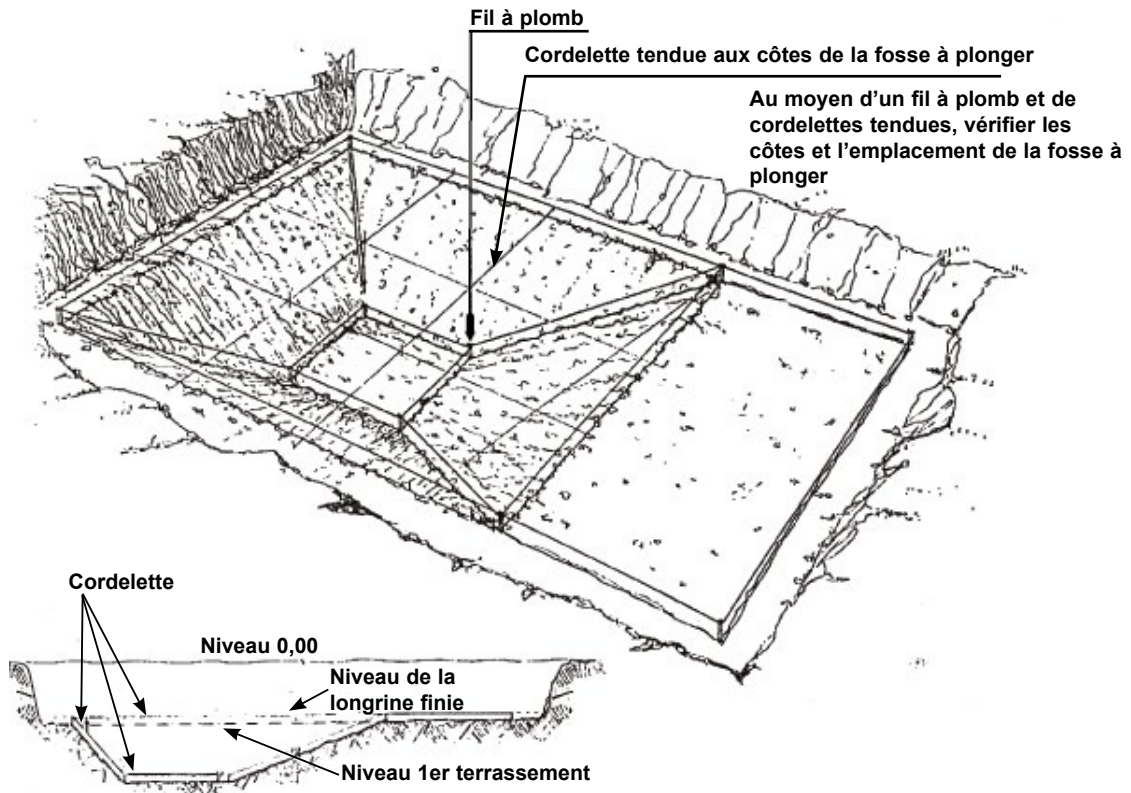 Fil à plomb
Cordelette tendue aux côtes de la fosse à plonger
Au moyen d'un fil à plomb et de
cordelettes tendues, vérifier les
côtes et l'emplacement de la fosse à
plonger
Cordelette
Niveau 0,00
Niveau de la
longrine finie
Niveau 1er terrassement